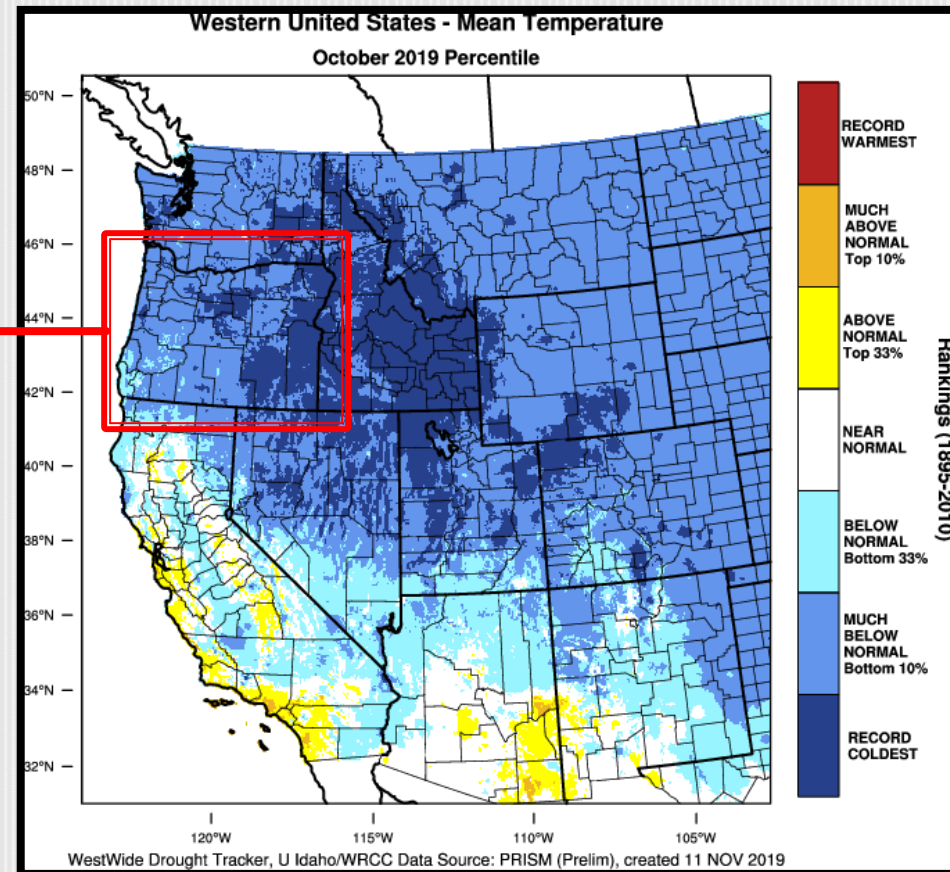 Western United States - Mean Temperature
October 2019 Percentile
50°N
48°N
46°N
44°N
42°N
40°N
38°N
36°N
34°N
32°N
120°W
115°W
110°W
105°W
RECORD
WARMEST
MUCH
ABOVE
NORMAL
Top 10%
ABOVE
NORMAL
Top 33%
NEAR
NORMAL
BELOW
NORMAL
Bottom 33%
MUCH
BELOW
NORMAL
Bottom 10%
RECORD
COLDEST
Rankings (1895-2010)
WestWide Drought Tracker, U Idaho/WRCC Data Source: PRISM (Prelim), created 11 NOV 2019